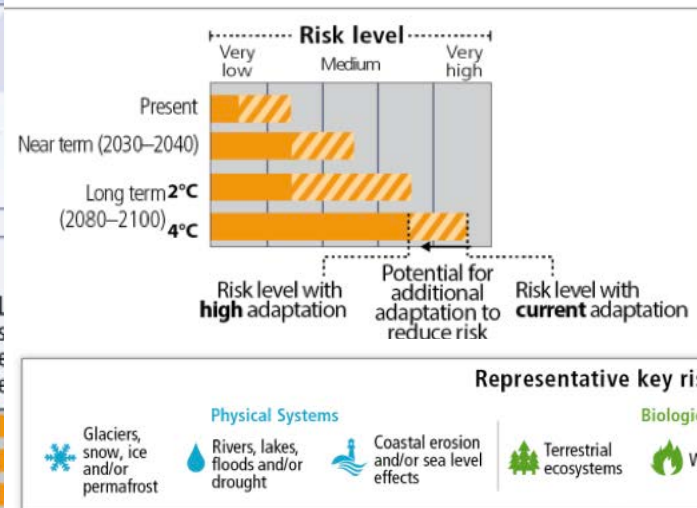 Risk level
Very low
Medium
Very high
Present
Near term (2030–2040)
Long term 2°C
(2080–2100) 4°C
Risk level with high adaptation
Potential for additional adaptation to reduce risk
Risk level with current adaptation
Representative key ris
Physical Systems
Biologic
Glaciers, snow, ice and/or permafrost
Rivers, lakes, floods and/or drought
Coastal erosion and/or sea level effects
Terrestrial ecosystems
W